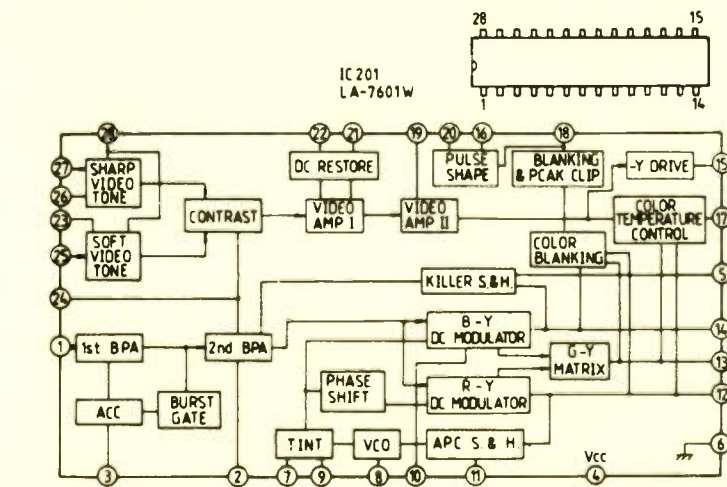 28 15
IC 201
LA-7601W
1 14
22 21 19 20 16 18
27 SHARP
VIDEO
TONE
26
DC RESTORE
PULSE
SHAPE
BLANKING
& PCAK CLIP
-Y DRIVE 15
23
CONTRAST
VIDEO
AMP I
VIDEO
AMP II
COLOR
TEMPERATURE
CONTROL
17
25 SOFT
VIDEO
TONE
COLOR
BLANKING
24
KILLER S.&H. 5
1 1st BPA
2nd BPA
B-Y
DC MODULATOR
14
G-Y
MATRIX
13
ACC
BURST
GATE
PHASE
SHIFT
R-Y
DC MODULATOR
12
TINT VCO APC S. & H. 6
Vcc
3 2 7 9 8 10 11 4